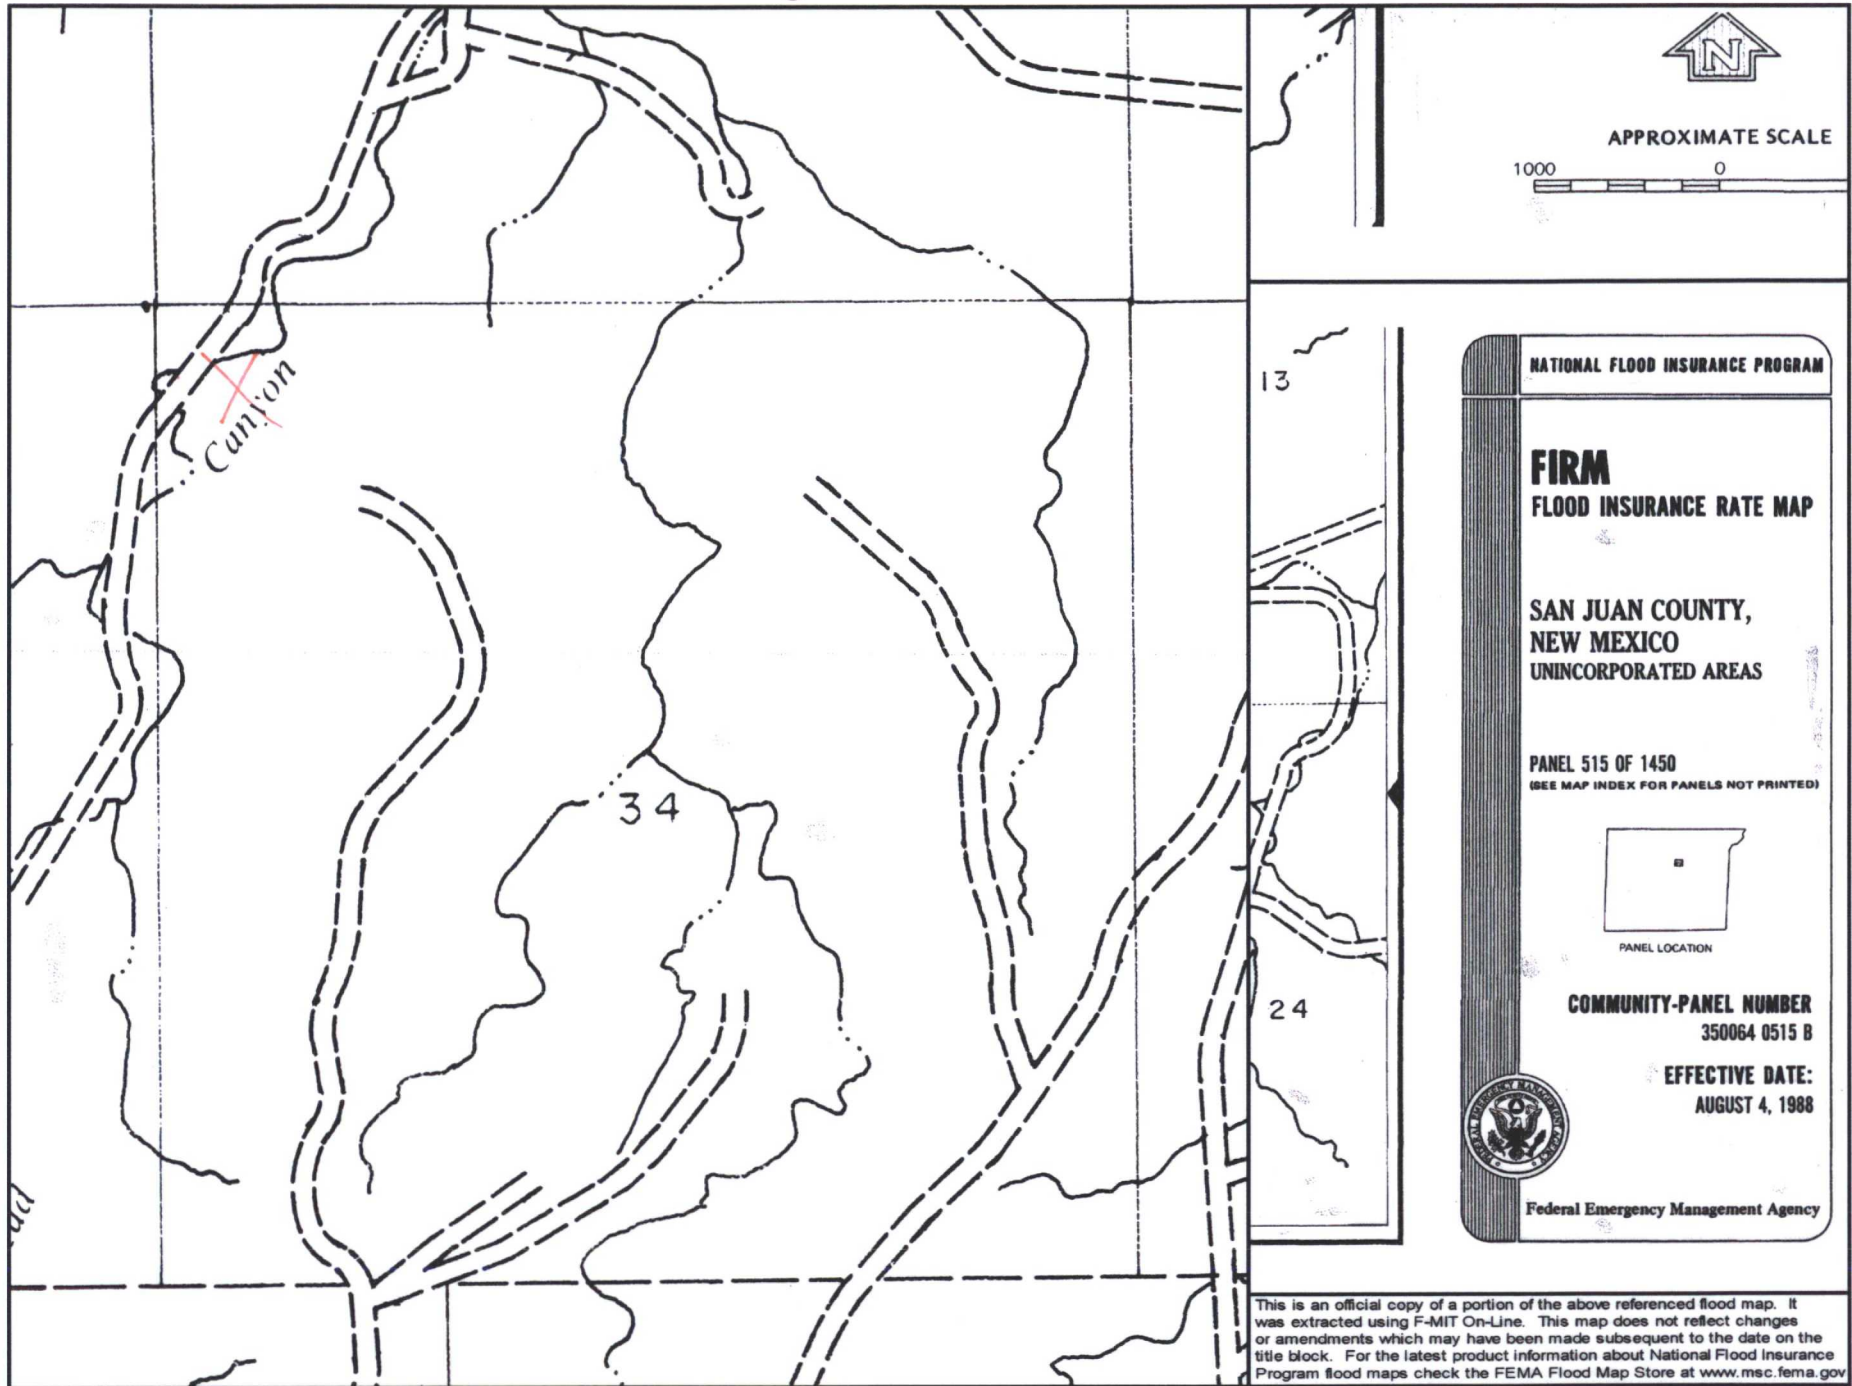 N
APPROXIMATE SCALE
1000 0
Canyon
34
13
24
NATIONAL FLOOD INSURANCE PROGRAM
FIRM
FLOOD INSURANCE RATE MAP
SAN JUAN COUNTY,
NEW MEXICO
UNINCORPORATED AREAS
PANEL 515 OF 1450
(SEE MAP INDEX FOR PANELS NOT PRINTED)
PANEL LOCATION
COMMUNITY-PANEL NUMBER
350064 0515 B
EFFECTIVE DATE:
AUGUST 4, 1988
FEDERAL EMERGENCY MANAGEMENT AGENCY
Federal Emergency Management Agency
This is an official copy of a portion of the above referenced flood map. It
was extracted using F-MIT On-Line. This map does not reflect changes
or amendments which may have been made subsequent to the date on the
title block. For the latest product information about National Flood Insurance
Program flood maps check the FEMA Flood Map Store at www.msc.fema.gov